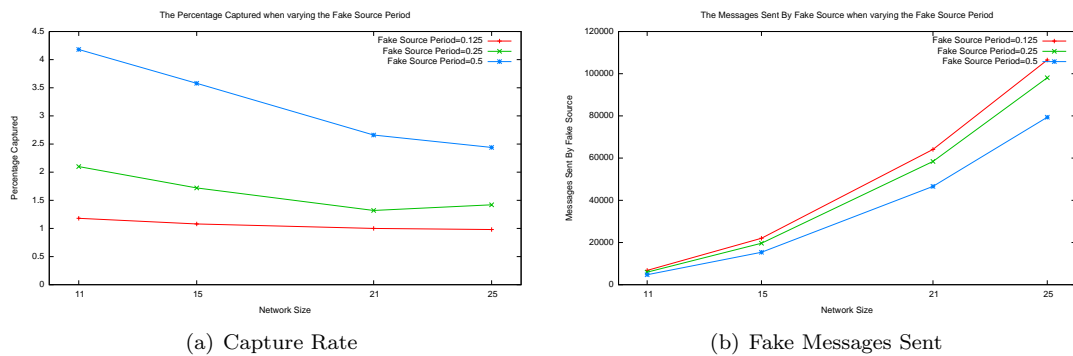 The Percentage Captured when varying the Fake Source Period
4.5
4
3.5
3
2.5
2
1.5
1
0.5
0
Percentage Captured
Fake Source Period=0.125
Fake Source Period=0.25
Fake Source Period=0.5
11 15 21 25
Network Size
(a) Capture Rate
The Messages Sent By Fake Source when varying the Fake Source Period
120000
100000
80000
60000
40000
20000
0
Messages Sent By Fake Source
Fake Source Period=0.125
Fake Source Period=0.25
Fake Source Period=0.5
11 15 21 25
Network Size
(b) Fake Messages Sent